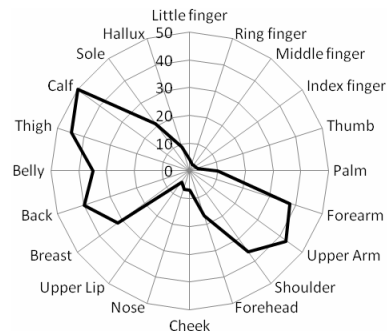 Little finger
Hallux
50
Ring finger
Sole
40
Middle finger
Calf
30
Index finger
20
Thigh
10
Thumb
Belly
0
Palm
Back
Forearm
Breast
Upper Arm
Upper Lip
Shoulder
Nose
Forehead
Cheek